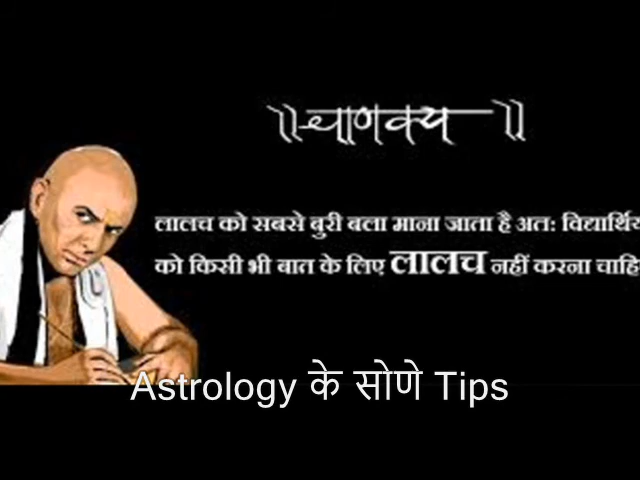 ॥चाणक्य॥
लालच को सबसे बुरी बला माना जाता है अतः
को किसी भी बात के लिए लालच नहीं करना
Astrology के सोणे Tips